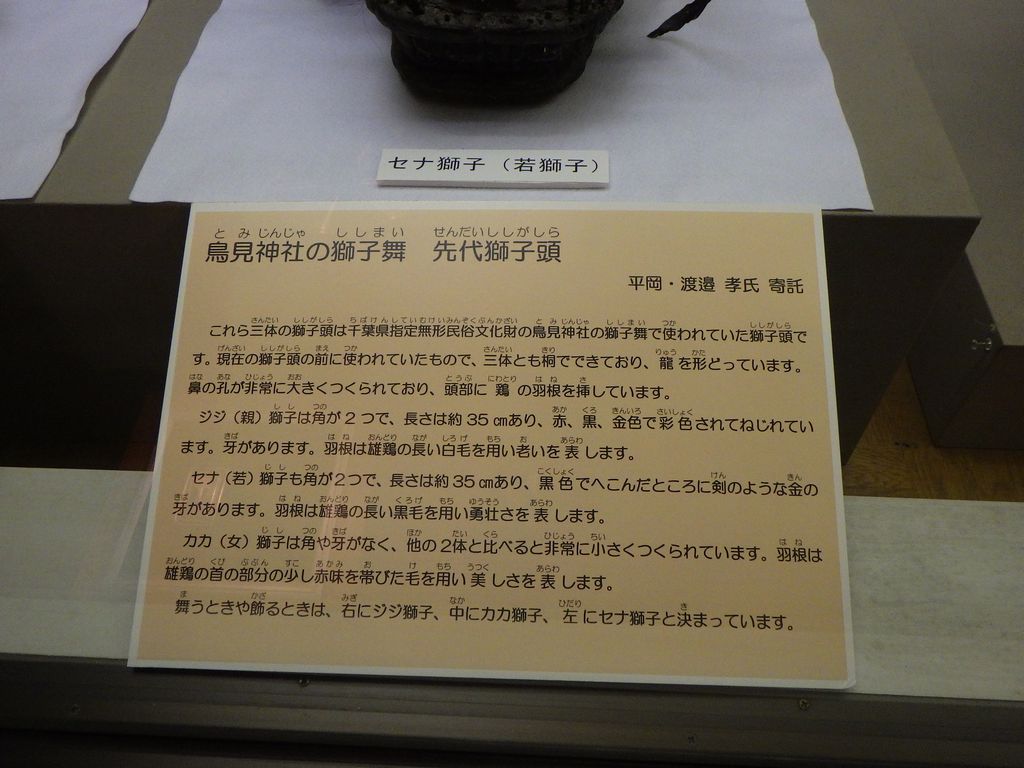 セナ獅子（若獅子）
鳥見神社の獅子舞　先代獅子頭
平岡・渡邉 孝氏 寄託
これら三体の獅子頭は千葉県指定無形民俗文化財の鳥見神社の獅子舞で使われていた獅子頭で
す。現在の獅子頭の前に使われていたもので、三体とも桐でできており、龍を形どっています。
鼻の孔が非常に大きくつくられており、頭部に鶏の羽根を挿しています。
ジジ（親）獅子は角が２つで、長さは約35㎝あり、赤、黒、金色で彩色されてねじれてい
ます。牙があります。羽根は雄鶏の長い白毛を用い老いを表します。
セナ（若）獅子も角が２つで、長さは約35㎝あり、黒色でへこんだところに剣のような金の
牙があります。羽根は雄鶏の長い黒毛を用い勇壮さを表します。
カカ（女）獅子は角や牙がなく、他の２体と比べると非常に小さくつくられています。羽根は
雄鶏の首の部分の少し赤味を帯びた毛を用い美しさを表します。
舞うときや飾るときは、右にジジ獅子、中にカカ獅子、左にセナ獅子と決まっています。